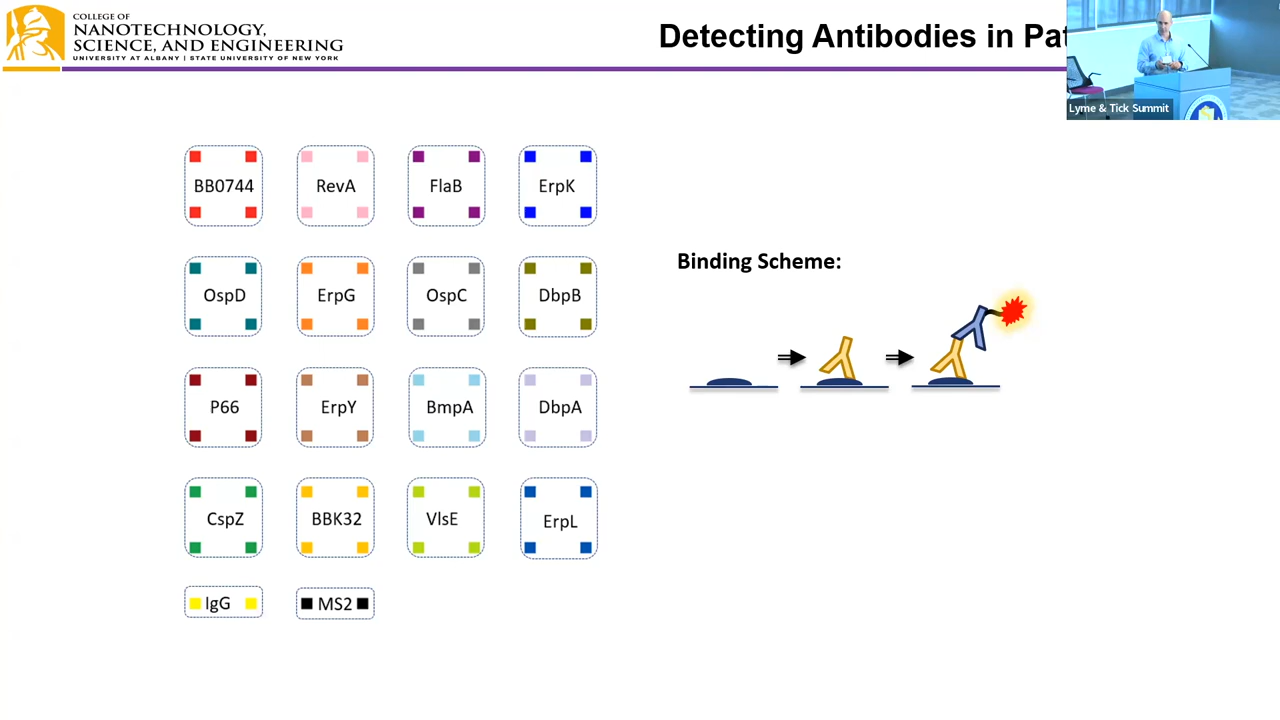 COLLEGE OF
NANOTECHNOLOGY,
SCIENCE, AND ENGINEERING
UNIVERSITY AT ALBANY | STATE UNIVERSITY OF NEW YORK
Detecting Antibodies in
Lyme & Tick Summit
BB0744 RevA FlaB ErpK
OspD ErpG OspC DbpB
P66 ErpY BmpA DbpA
CspZ BBK32 VlsE ErpL
IgG MS2
Binding Scheme: